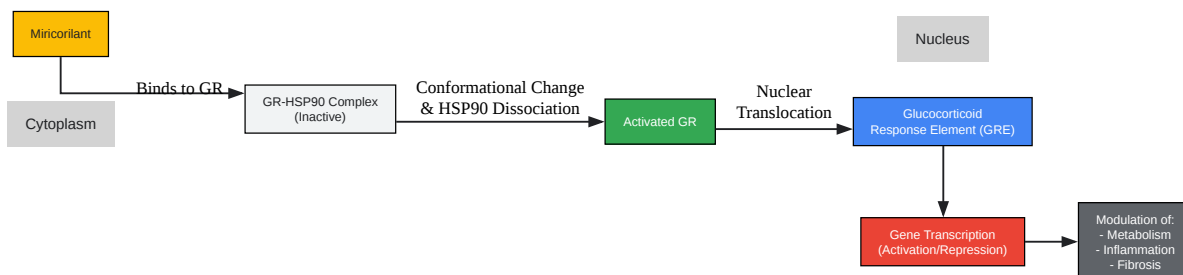 Miricorilant
Nucleus
Binds to GR
Cytoplasm
GR-HSP90 Complex
(Inactive)
Conformational Change
& HSP90 Dissociation
Activated GR
Nuclear
Translocation
Glucocorticoid
Response Element (GRE)
Gene Transcription
(Activation/Repression)
Modulation of:
- Metabolism
- Inflammation
- Fibrosis